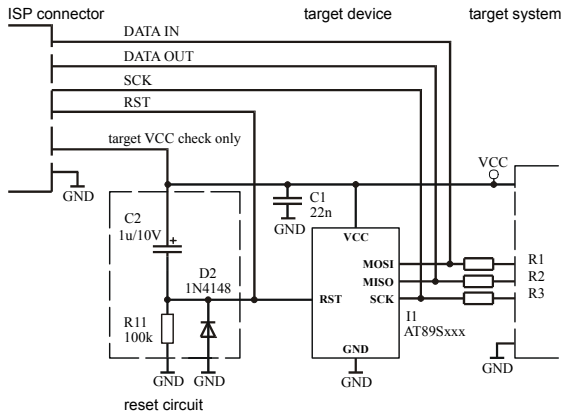 ISP connector
target device
target system
DATA IN
DATA OUT
SCK
RST
target VCC check only
VCC
GND
C2
1u/10V
+
C1
22n
GND
VCC
D2
1N4148
MOSI
R1
MISO
R2
RST
SCK
R3
R11
100k
I1
AT89Sxxx
GND
GND
GND
GND
GND
reset circuit